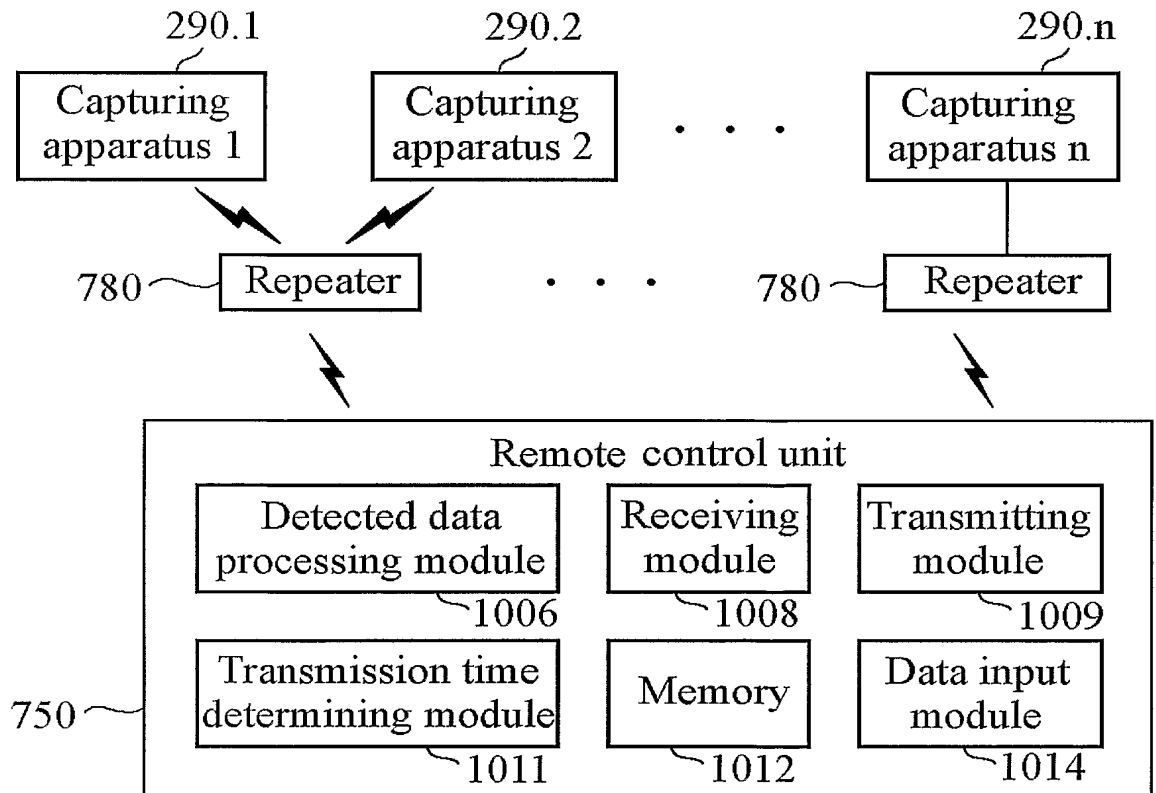 290.1
290.2
290.n
Capturing
apparatus 1
Capturing
apparatus 2
. . .
Capturing
apparatus n
780
Repeater
. . .
780
Repeater
Remote control unit
Detected data
processing module
1006
Receiving
module
1008
Transmitting
module
1009
750
Transmission time
determining module
1011
Memory
1012
Data input
module
1014